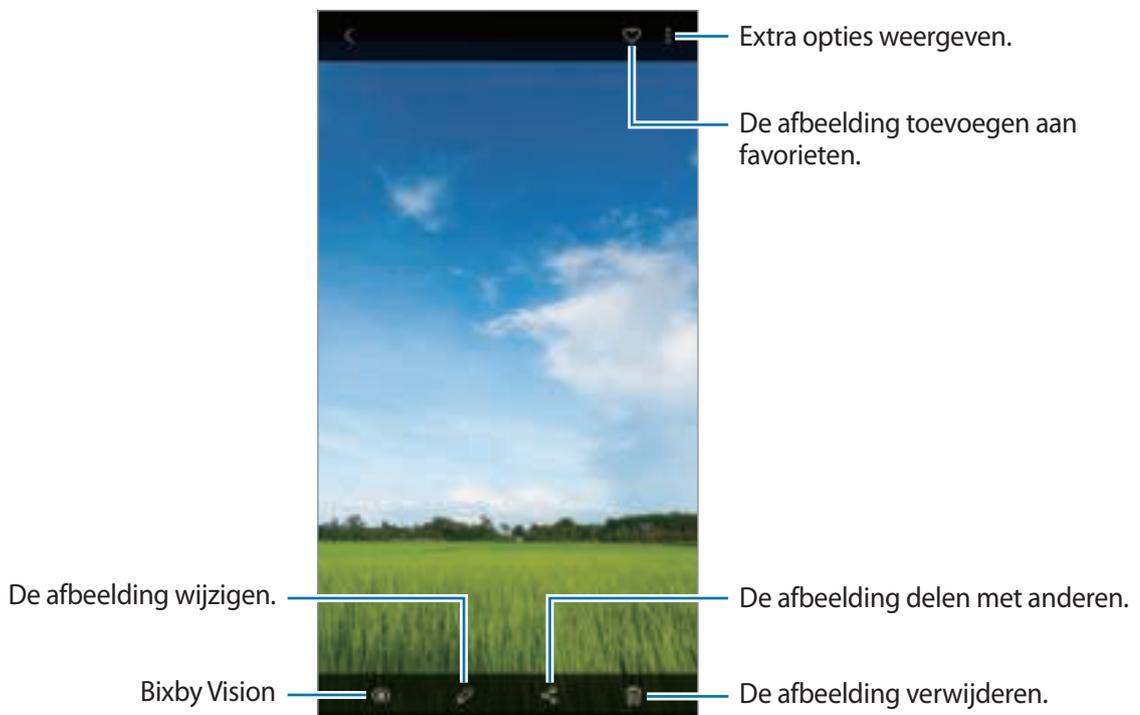 Extra opties weergeven.
De afbeelding toevoegen aan
favorieten.
De afbeelding wijzigen.
De afbeelding delen met anderen.
Bixby Vision
De afbeelding verwijderen.